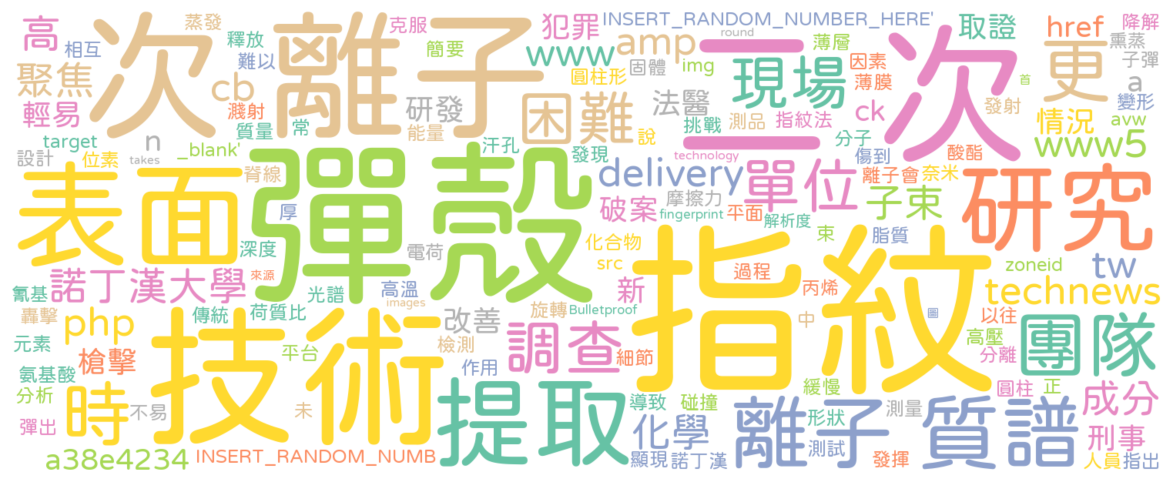 高
蒸發
次
離子
克服
犯罪
INSERT_RANDOM_NUMBER_HERE'
round
次
取證
href
降解
相互
釋放
難以
簡要
www
amp
一
薄層
因素
更
熏蒸
子彈
聚焦
cb
圓柱形
固體
img
現場
薄膜
a
變形
輕易
濺射
研發
困難
法醫
ck
發射
首
target
n
質量
常
能量
說
挑戰
測品
指紋法
分子
情況
avw
設計
位素
takes
_blank'
汗孔
發現
technology
一
傷到
酸酯
www5
表面
脊線
彈殼
delivery
單位
離子會
奈米
研究
厚
破案
摩擦力
fingerprint
平面
解析度
子束
深度
電荷
化合物
束
脂質
諾丁漢大學
來源
src
指紋
過程
zoneid
tw
氰基
光譜
高溫
images
新
丙烯
technews
轟擊
傳統
荷質比
旋轉
Bulletproof
中
圖
php
技術
改善
調查
以往
團隊
元素
槍擊
平台
檢測
細節
高壓
分離
氨基酸
作用
分析
時
不易
未
提取
導致
碰撞
緩慢
圓柱
正
成分
彈出
化學
離子
形狀
測量
質譜
刑事
a38e4234
INSERT_RANDOM_NUMB
顯現
諾丁漢
測試
發揮
人員
指出